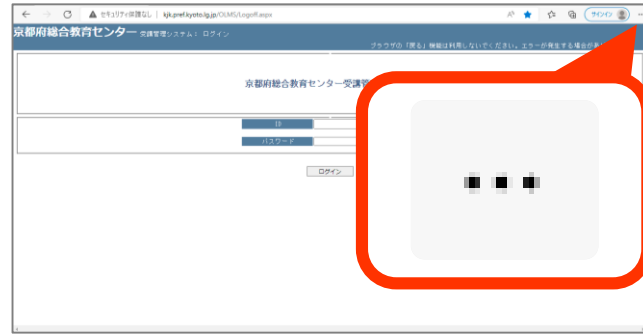 セキュリティ保護なし | kjk.pref.kyoto.lg.jp/OLMS/Logoff.aspx
サインイン
京都府総合教育センター 受講管理システム: ログイン
ブラウザの「戻る」機能は利用しないでください。エラーが発生する場合が
京都府総合教育センター受講管
ID
パスワード
ログイン